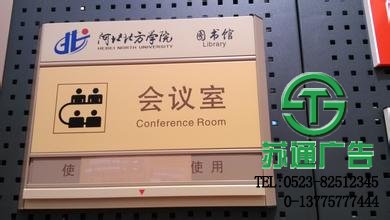 河北北方学院 图书馆
HEBEI NORTH UNIVERSITY Library
会议室
Conference Room
使 使用
苏通广告
TEL:0523-82512345
0-13775777444